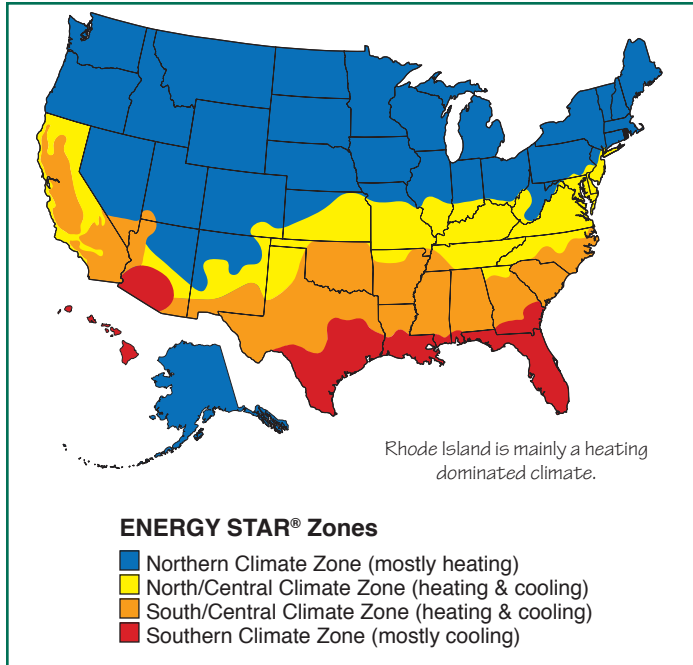 Rhode Island is mainly a heating
dominated climate.
ENERGY STAR® Zones
Northern Climate Zone (mostly heating)
North/Central Climate Zone (heating & cooling)
South/Central Climate Zone (heating & cooling)
Southern Climate Zone (mostly cooling)